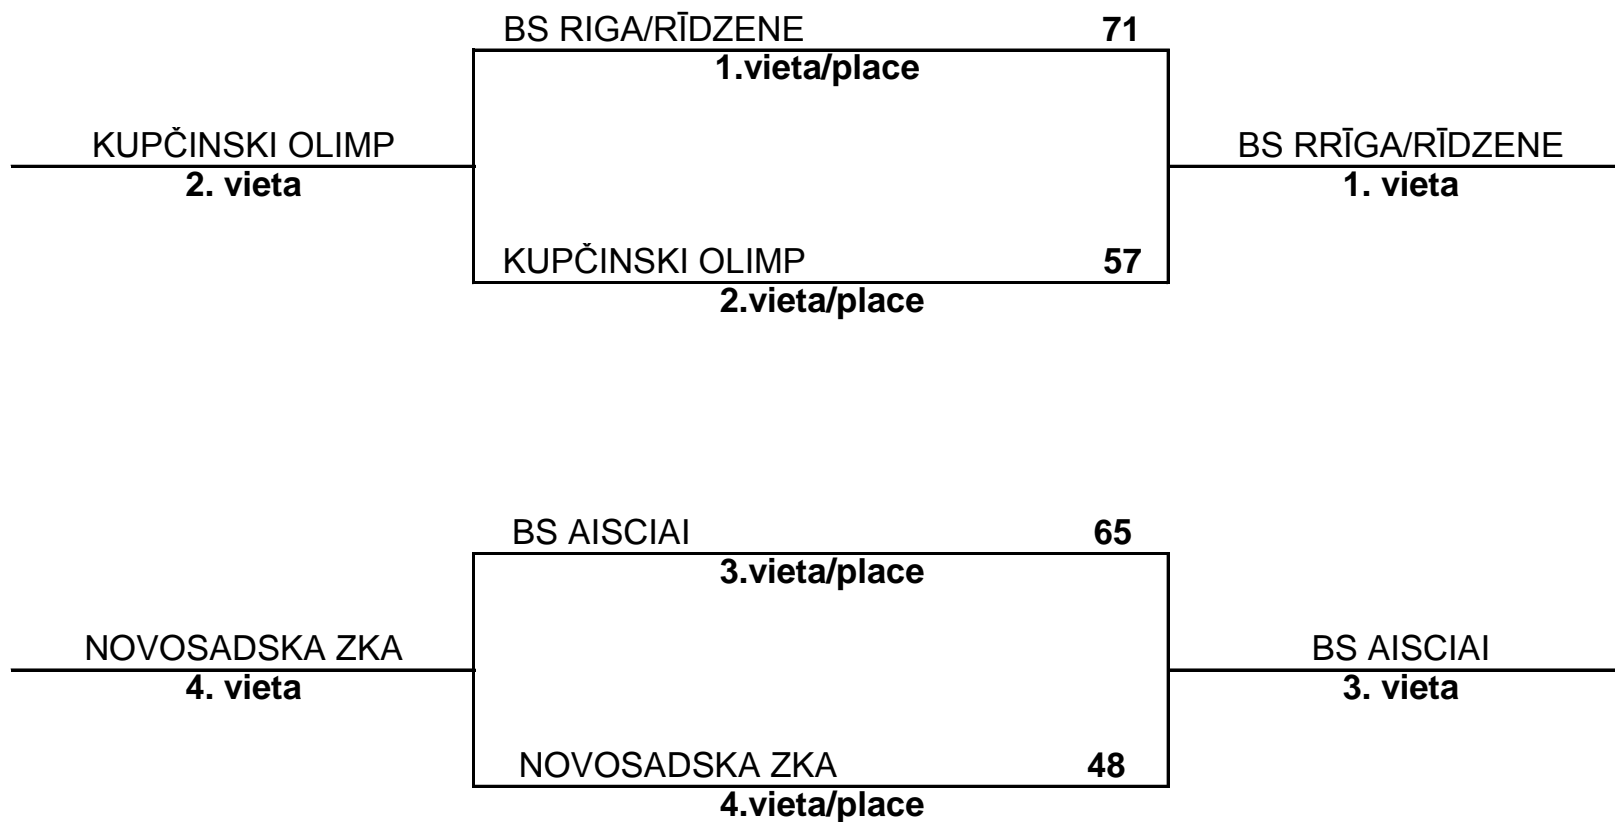 BS RIGA/RĪDZENE 71
1.vieta/place
KUPČINSKI OLIMP BS RRĪGA/RĪDZENE
2. vieta 1. vieta
KUPČINSKI OLIMP 57
2.vieta/place
BS AISCIAI 65
3.vieta/place
NOVOSADSKA ZKA BS AISCIAI
4. vieta 3. vieta
NOVOSADSKA ZKA 48
4.vieta/place